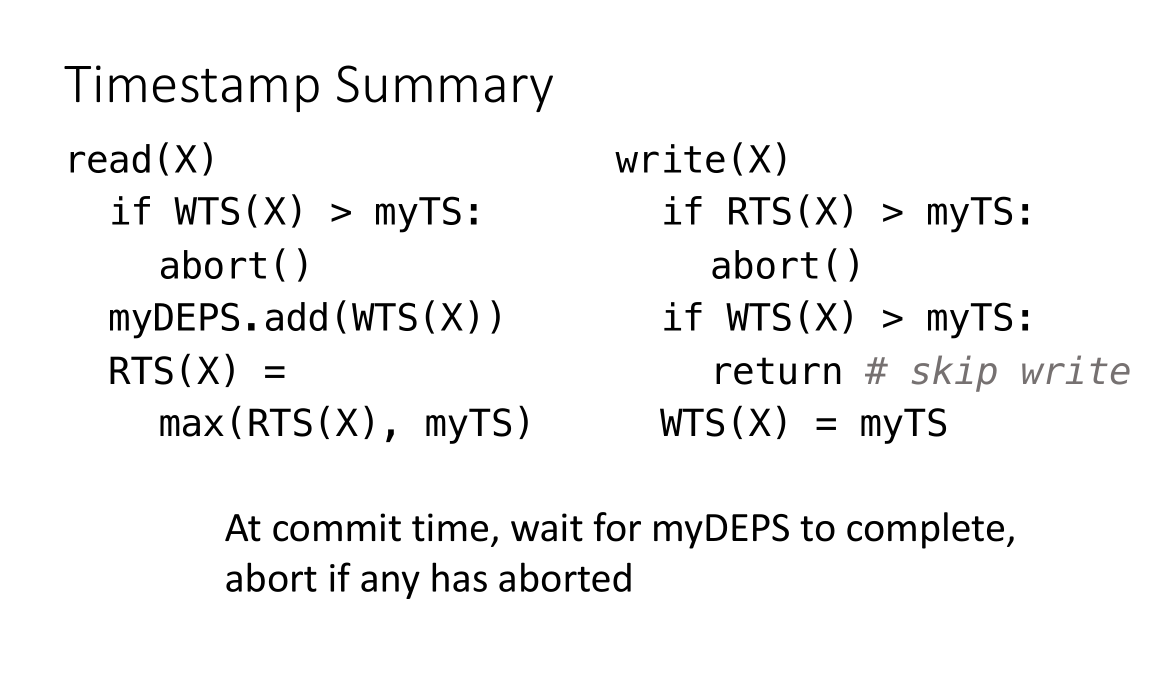 Timestamp Summary
read(X)
if WTS(X) > myTS:
abort()
myDEPS.add(WTS(X))
RTS(X) =
max(RTS(X), myTS)
write(X)
if RTS(X) > myTS:
abort()
if WTS(X) > myTS:
return # skip write
WTS(X) = myTS
At commit time, wait for myDEPS to complete,
abort if any has aborted